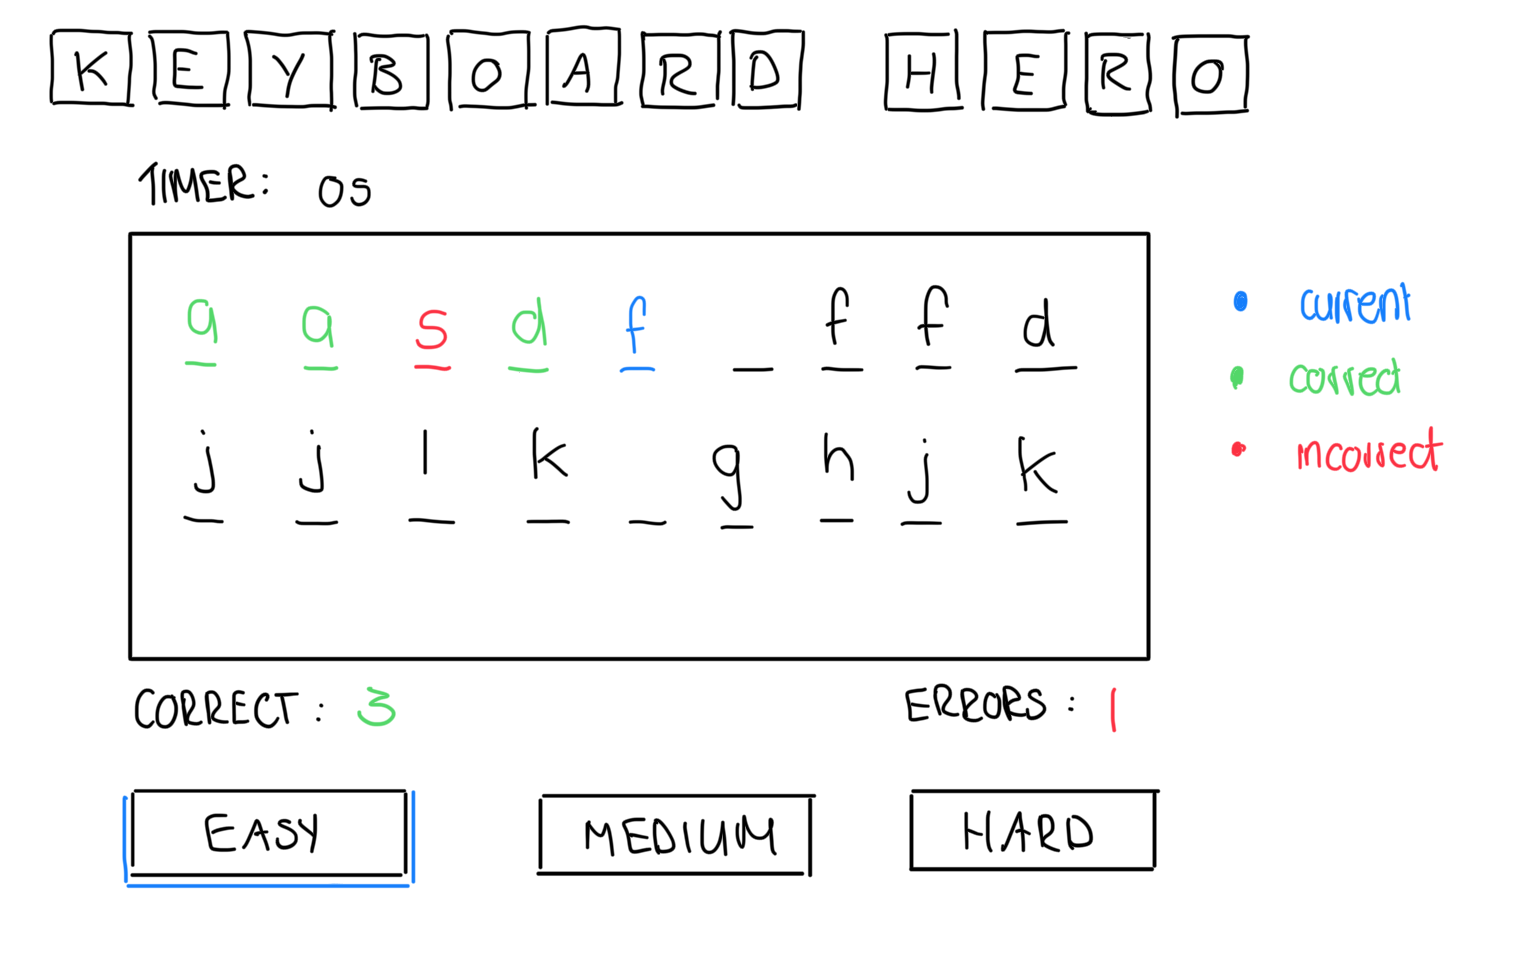 KEYBOARD HERO
TIMER: 0s
a a s d f _ f f d
j j l k _ g h j k
current
correct
incorrect
CORRECT: 3
ERRORS: 1
EASY
MEDIUM
HARD